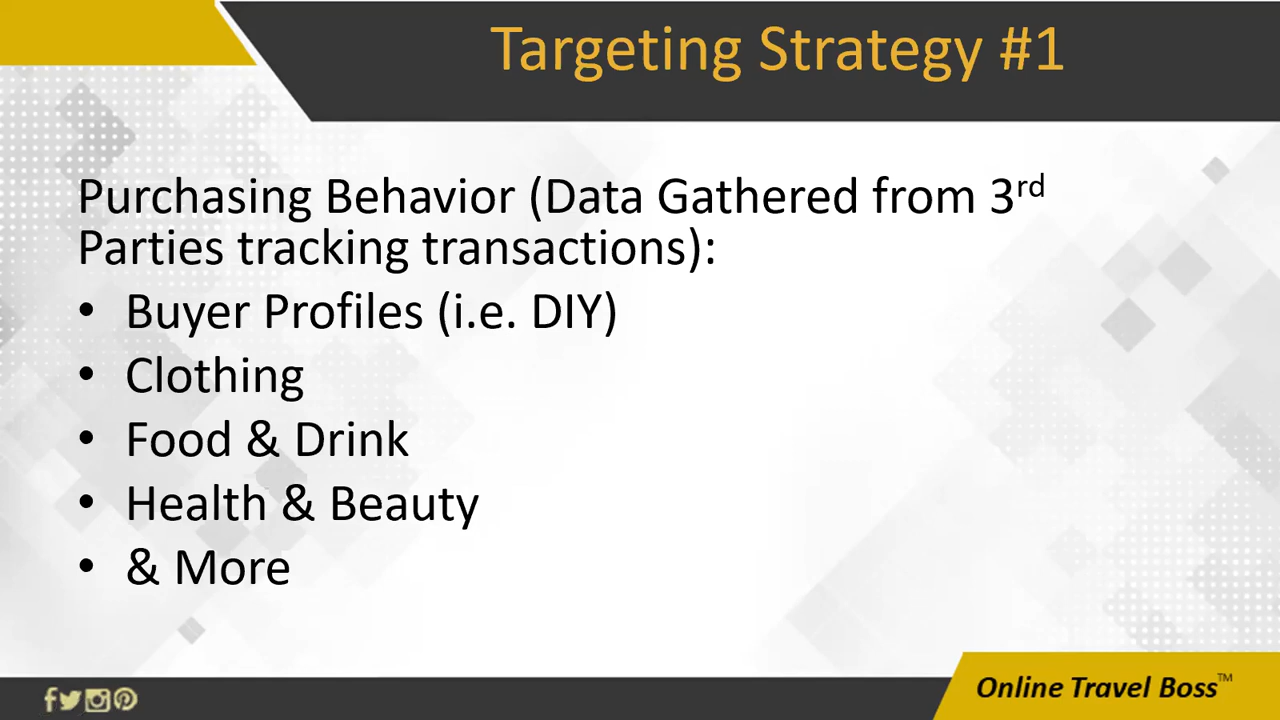 Targeting Strategy #1
Purchasing Behavior (Data Gathered from 3rd
Parties tracking transactions):
• Buyer Profiles (i.e. DIY)
• Clothing
• Food & Drink
• Health & Beauty
• & More
Online Travel Boss™